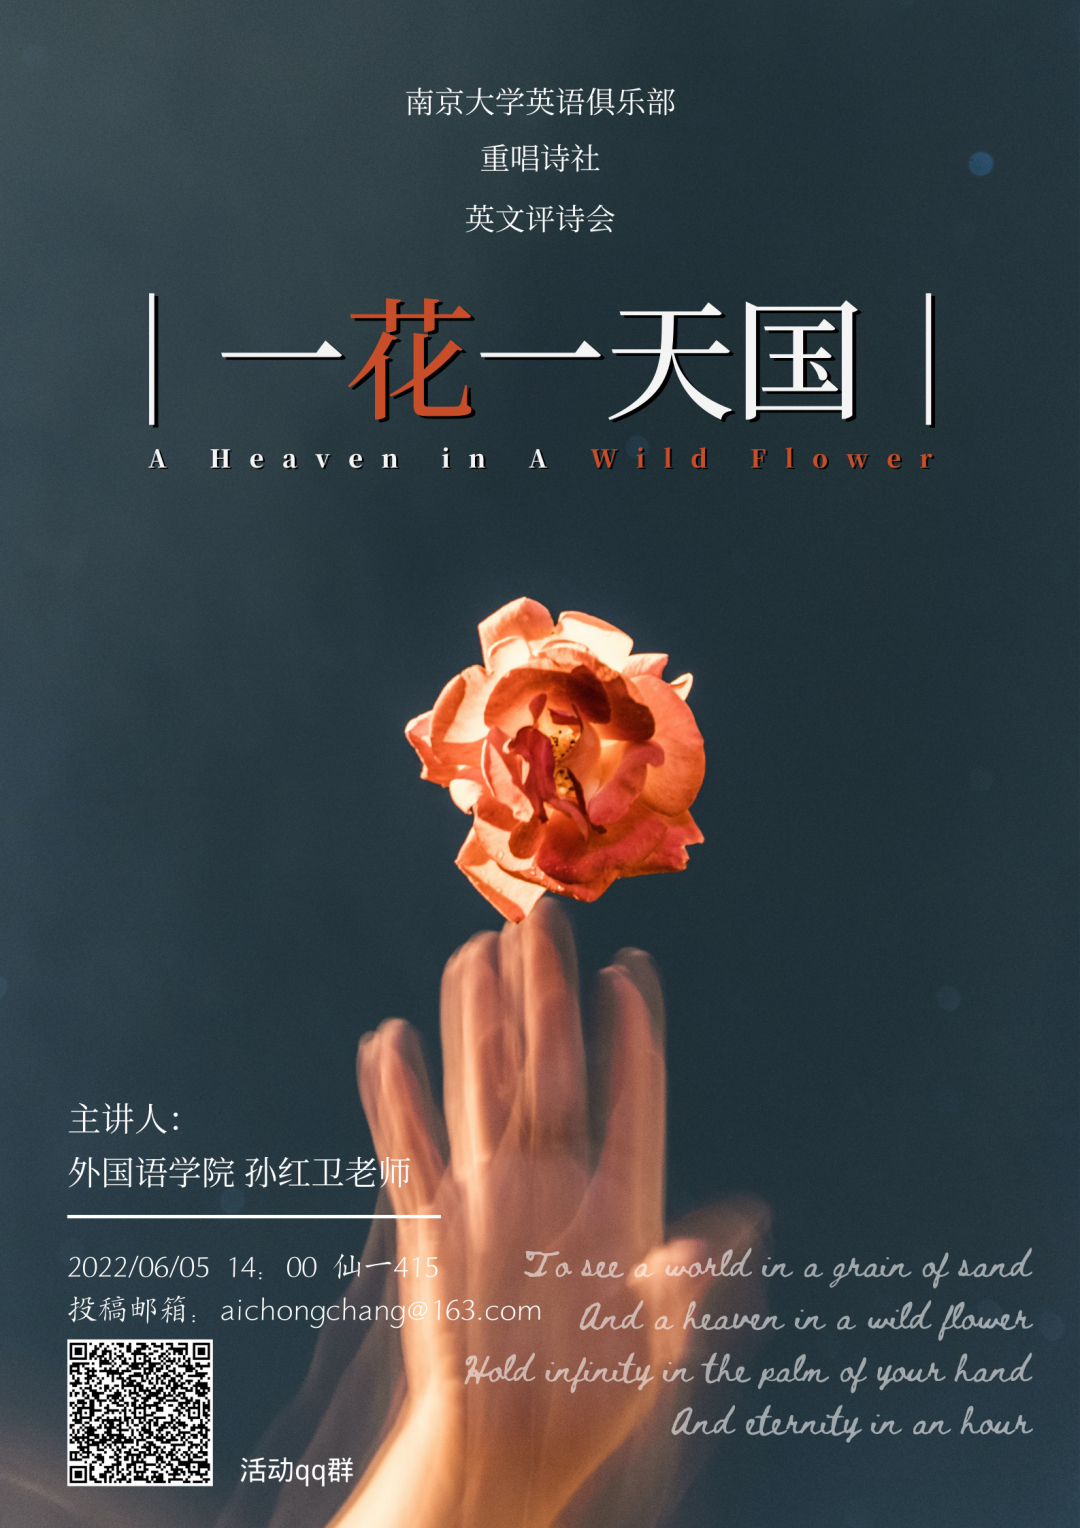 南京大学英语俱乐部
重唱诗社
英文评诗会
一花一天国
A Heaven in A Wild Flower
主讲人：
外国语学院 孙红卫老师
2022/06/05 14：00 仙一415
投稿邮箱：aichongchang@163.com
活动qq群
To see a world in a grain of sand
And a heaven in a wild flower
Hold infinity in the palm of your hand
And eternity in an hour